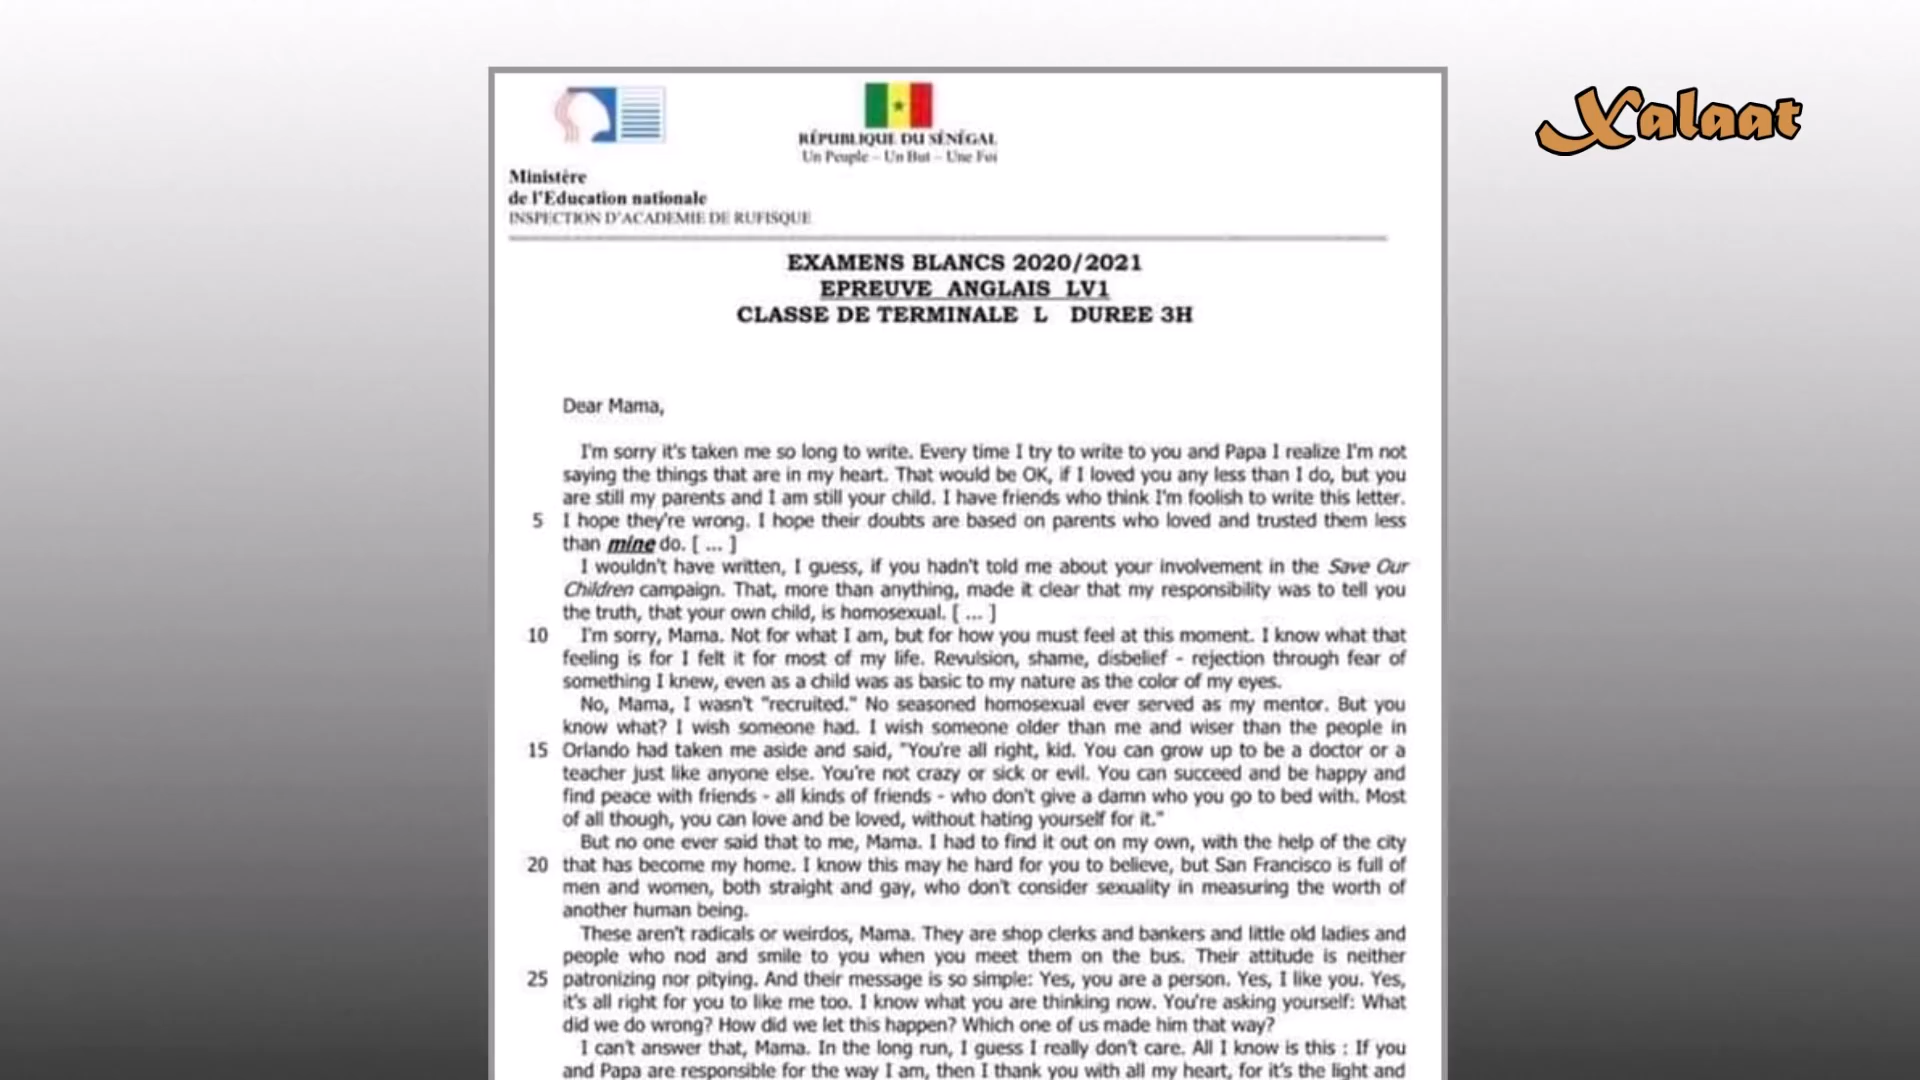 Xalaat
RÉPUBLIQUE DU SÉNÉGAL
Un Peuple – Un But – Une Foi
Ministère
de l'Education nationale
INSPECTION D'ACADEMIE DE RUFISQUE
EXAMENS BLANCS 2020/2021
EPREUVE ANGLAIS LV1
CLASSE DE TERMINALE L DUREE 3H
Dear Mama,
I'm sorry it's taken me so long to write. Every time I try to write to you and Papa I realize I'm not
saying the things that are in my heart. That would be OK, if I loved you any less than I do, but you
are still my parents and I am still your child. I have friends who think I'm foolish to write this letter.
5 I hope they're wrong. I hope their doubts are based on parents who loved and trusted them less
than mine do. [ ... ]
I wouldn't have written, I guess, if you hadn't told me about your involvement in the Save Our
Children campaign. That, more than anything, made it clear that my responsibility was to tell you
the truth, that your own child, is homosexual. [ ... ]
10 I'm sorry, Mama. Not for what I am, but for how you must feel at this moment. I know what that
feeling is for I felt it for most of my life. Revulsion, shame, disbelief - rejection through fear of
something I knew, even as a child was as basic to my nature as the color of my eyes.
No, Mama, I wasn't "recruited." No seasoned homosexual ever served as my mentor. But you
know what? I wish someone had. I wish someone older than me and wiser than the people in
15 Orlando had taken me aside and said, "You're all right, kid. You can grow up to be a doctor or a
teacher just like anyone else. You're not crazy or sick or evil. You can succeed and be happy and
find peace with friends - all kinds of friends - who don't give a damn who you go to bed with. Most
of all though, you can love and be loved, without hating yourself for it."
But no one ever said that to me, Mama. I had to find it out on my own, with the help of the city
20 that has become my home. I know this may he hard for you to believe, but San Francisco is full of
men and women, both straight and gay, who don't consider sexuality in measuring the worth of
another human being.
These aren't radicals or weirdos, Mama. They are shop clerks and bankers and little old ladies and
people who nod and smile to you when you meet them on the bus. Their attitude is neither
25 patronizing nor pitying. And their message is so simple: Yes, you are a person. Yes, I like you. Yes,
it's all right for you to like me too. I know what you are thinking now. You're asking yourself: What
did we do wrong? How did we let this happen? Which one of us made him that way?
I can't answer that, Mama. In the long run, I guess I really don't care. All I know is this : If you
and Papa are responsible for the way I am, then I thank you with all my heart, for it's the light and